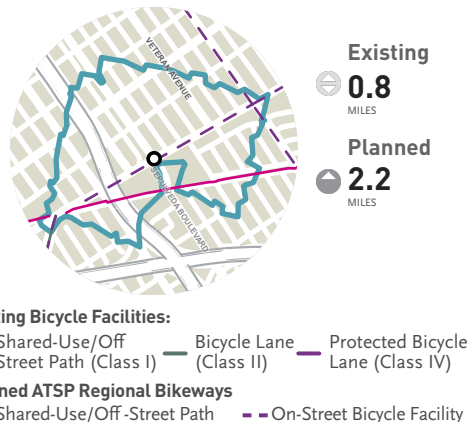 VETERAN AVENUE
SEPULVEDA BOULEVARD
Existing
0.8
MILES
Planned
2.2
MILES
ting Bicycle Facilities:
Shared-Use/Off
Street Path (Class I)
Bicycle Lane
(Class II)
Protected Bicycle
Lane (Class IV)
ned ATSP Regional Bikeways
Shared-Use/Off-Street Path
On-Street Bicycle Facility